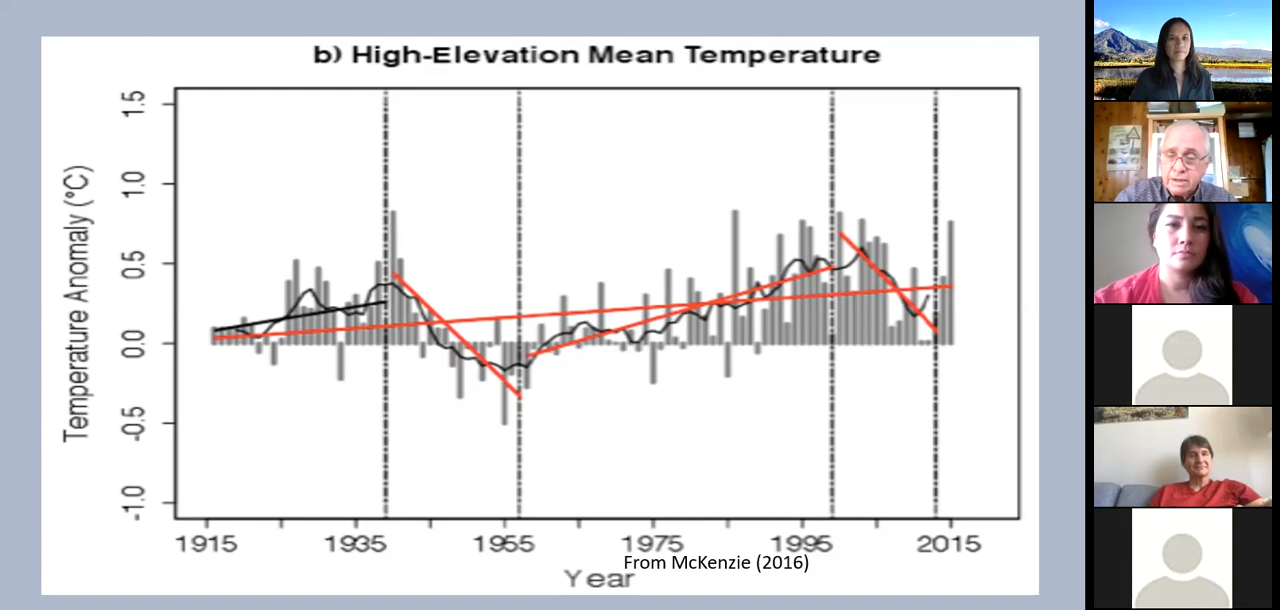 b) High-Elevation Mean Temperature
Temperature Anomaly (°C)
1.5
1.0
0.5
0.0
-0.5
-1.0
1915 1935 1955 1975 1995 2015
From McKenzie (2016)
Year